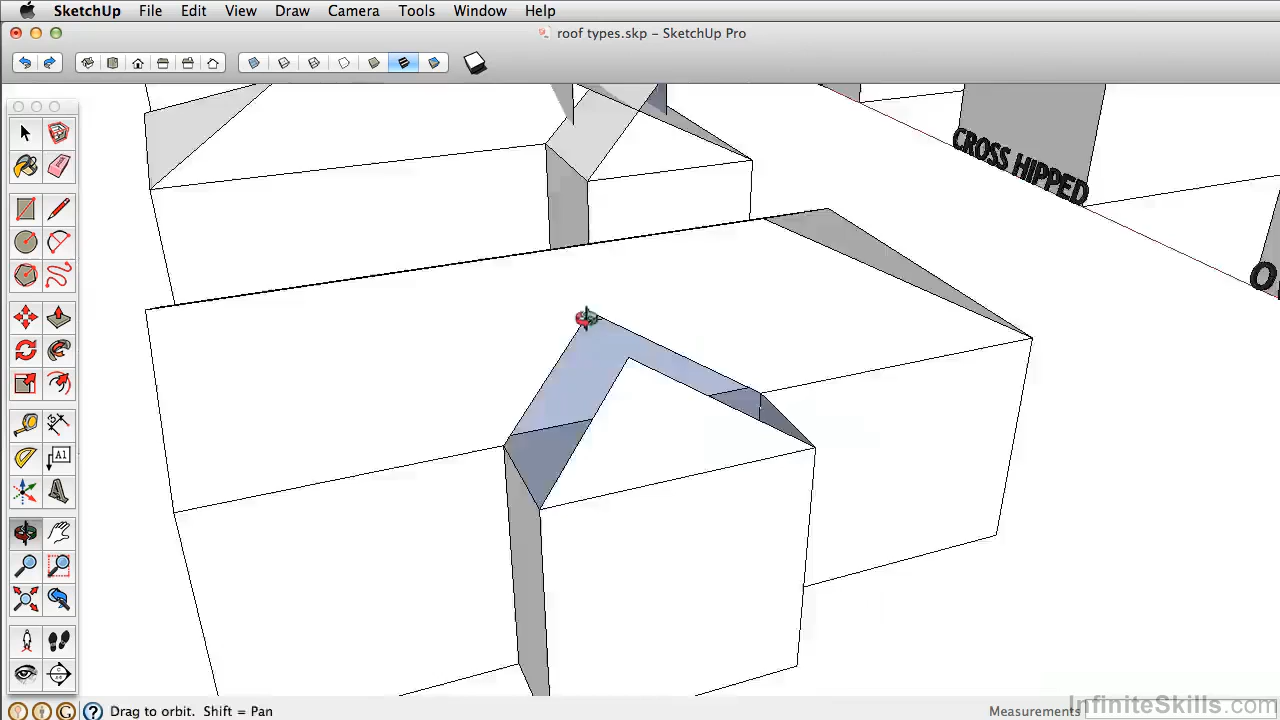 SketchUp File Edit View Draw Camera Tools Window Help
roof types.skp – SketchUp Pro
CROSS HIPPED
O
A1
Drag to orbit. Shift = Pan
Measurements
InfiniteSkills.com